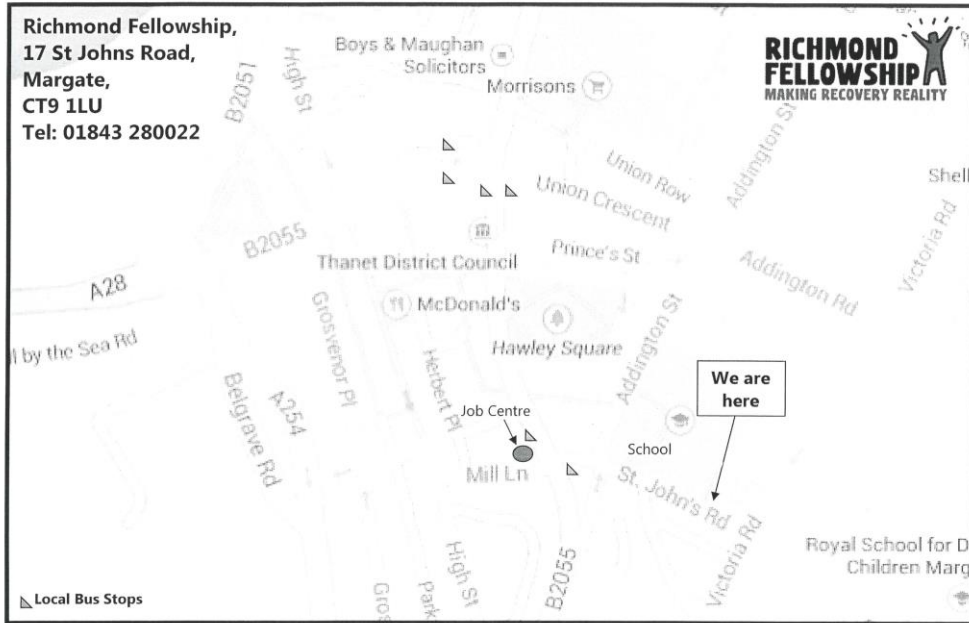 Richmond Fellowship,
17 St Johns Road,
Margate,
CT9 1LU
Tel: 01843 280022
RICHMOND
FELLOWSHIP
MAKING RECOVERY REALITY
Boys & Maughan
Solicitors
Morrisons
High St
B2051
Addington St
Union Row
Union Crescent
Shell
Victoria Rd
B2055
Prince's St
Thanet District Council
Addington Rd
A28
McDonald's
Grosvenor Pl
Hawley Square
Addington St
l by the Sea Rd
Herbert Pl
We are
here
Belgrave Rd
A254
Job Centre
School
Mill Ln
St. John's Rd
Victoria Rd
Royal School for D
Children Marg
High St
B2055
Gros
Park
Local Bus Stops